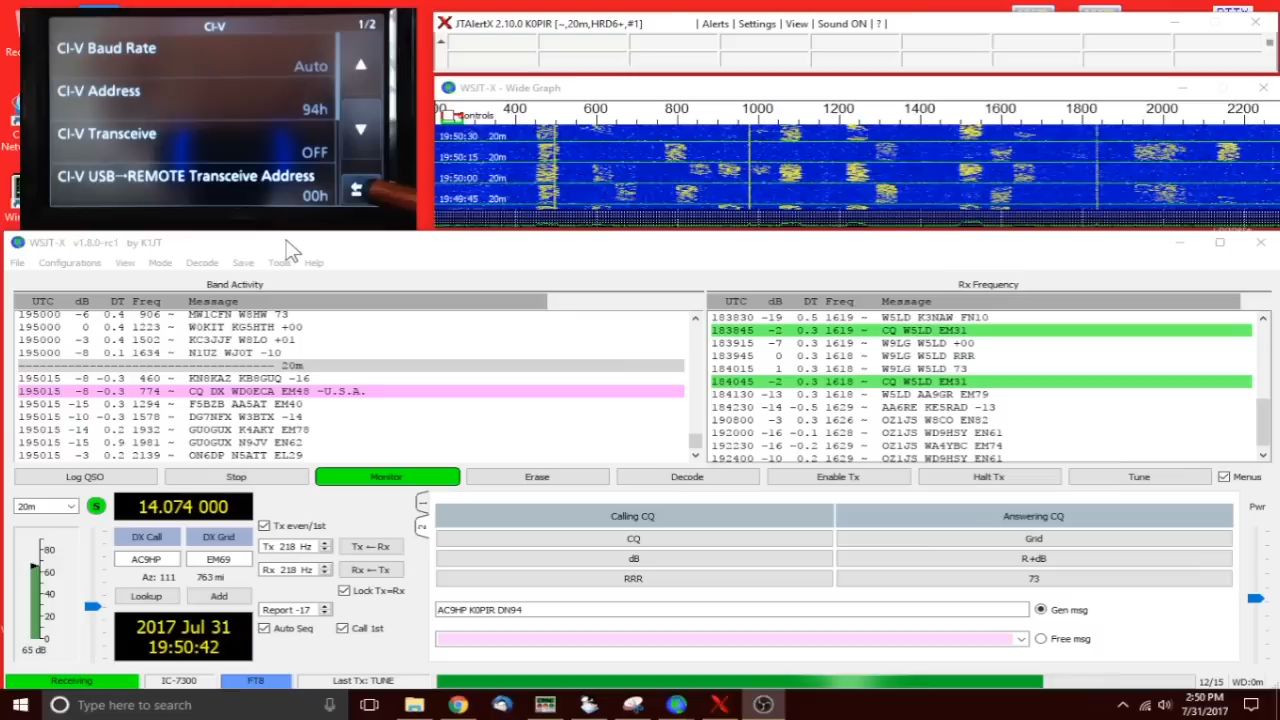 CI-V 1/2
CI-V Baud Rate
Auto
CI-V Address
94h
CI-V Transceive
OFF
CI-V USB→REMOTE Transceive Address
00h
JTAlertX 2.10.0 K0PIR [~,20m,HRD6+,#1] | Alerts | Settings | View | Sound ON | ? |
WSJT-X - Wide Graph
400 600 800 1000 1200 1400 1600 1800 2000 2200
Controls
19:50:30 20m
19:50:15 20m
19:50:00 20m
19:49:45 20m
WSJT-X v1.8.0-rc1 by K1JT
File Configurations View Mode Decode Save Tools Help
Band Activity
UTC dB DT Freq Message
195000 -6 0.4 906 ~ MW1CFN W8HMW 73
195000 0 0.4 1223 ~ W0KIT KG5HTH +00
195000 -3 0.4 1502 ~ KC3JJF W8LO +01
195000 -8 0.1 1634 ~ N1UZ WJ0T -10
20m
195015 -8 -0.3 460 ~ KN8KAZ KB8GUQ -16
195015 -8 -0.3 774 ~ CQ DX WD0ECA EM48 ~U.S.A.
195015 -15 0.3 1294 ~ F5BZB AA5AT EM40
195015 -10 -0.3 1578 ~ DG7NFX W3BTX -14
195015 -14 0.2 1932 ~ GU0GUX K4AKY EM78
195015 -15 0.9 1981 ~ GU0GUX N9JV EN62
195015 -3 0.2 2139 ~ ON6DP N5ATT EL29
Rx Frequency
UTC dB DT Freq Message
183830 -19 0.5 1619 ~ W5LD K3NAW FN10
183845 -2 0.3 1619 ~ CQ W5LD EM31
183915 -7 0.3 1619 ~ W9LG W5LD +00
183945 0 0.3 1618 ~ W9LG W5LD RRR
184015 1 0.3 1618 ~ W9LG W5LD 73
184045 -2 0.3 1618 ~ CQ W5LD EM31
184130 -13 0.3 1618 ~ W5LD AA9GR EM79
184230 -14 -0.5 1629 ~ AA6RE KE5RAD -13
190800 -3 0.3 1626 ~ OZ1JS W8CO EN82
192000 -16 -0.1 1628 ~ OZ1JS WD9HSY EN61
192230 -16 -0.2 1628 ~ OZ1JS WA4YBC EM74
192400 -10 0.2 1629 ~ OZ1JS WD9HSY EN61
Log QSO Stop Monitor Erase Decode Enable Tx Halt Tx Tune Menus
20m S 14.074 000
DX Call DX Grid
AC9HP EM69
Az: 111 763 mi
Lookup Add
2017 Jul 31
19:50:42
80
60
40
20
0
65 dB
Tx even/1st
Tx 218 Hz Tx ← Rx
Rx 218 Hz Rx ← Tx
Lock Tx=Rx
Report -17
Auto Seq Call 1st
1
2
Calling CQ Answering CQ
CQ Grid
dB R+dB
RRR 73
AC9HP K0PIR DN94 Gen msg
Free msg
Pwr
Receiving IC-7300 FT8 Last Tx: TUNE 12/15 WD:0m
Type here to search
2:50 PM
7/31/2017